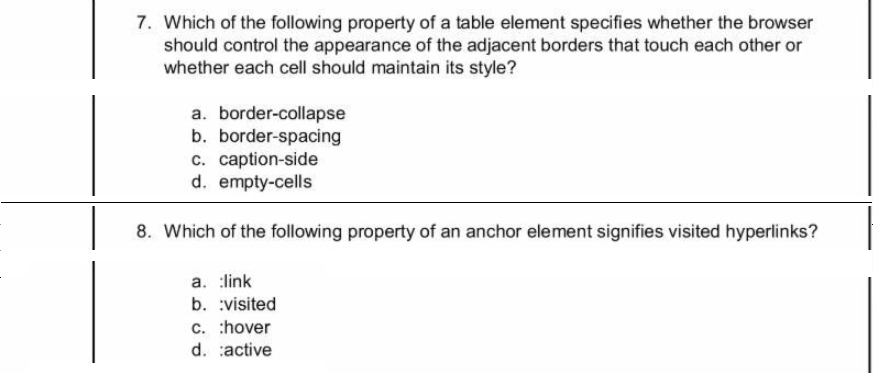 7. Which of the following property of a table element specifies whether the browser
should control the appearance of the adjacent borders that touch each other or
whether each cell should maintain its style?
a. border-collapse
b. border-spacing
c. caption-side
d. empty-cells
8. Which of the following property of an anchor element signifies visited hyperlinks?
a. :link
b. :visited
c. :hover
d. :active